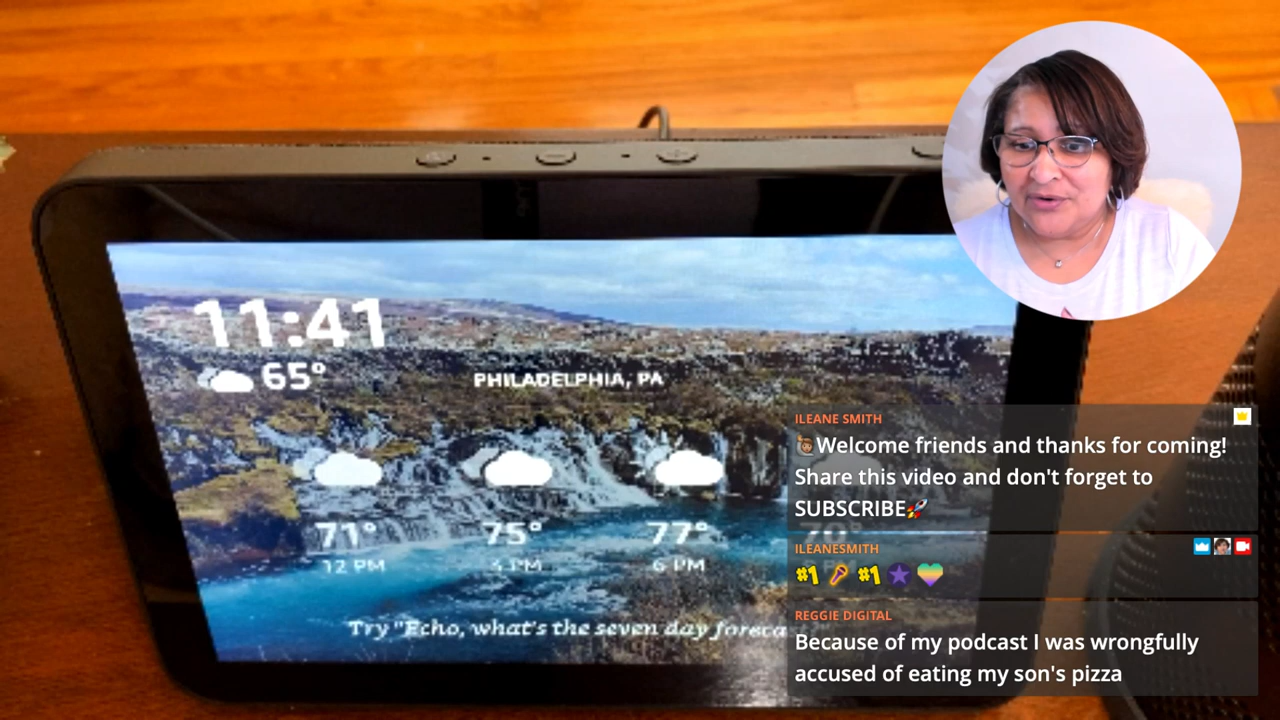 11:41
65°
PHILADELPHIA, PA
71° 75° 77° 70°
12 PM 6 PM
Try "Echo, what's the seven day
ILEANE SMITH
🙋🏽Welcome friends and thanks for coming!
Share this video and don't forget to
SUBSCRIBE🚀
ILEANESMITH
#1 🎤 #1
REGGIE DIGITAL
Because of my podcast I was wrongfully
accused of eating my son's pizza